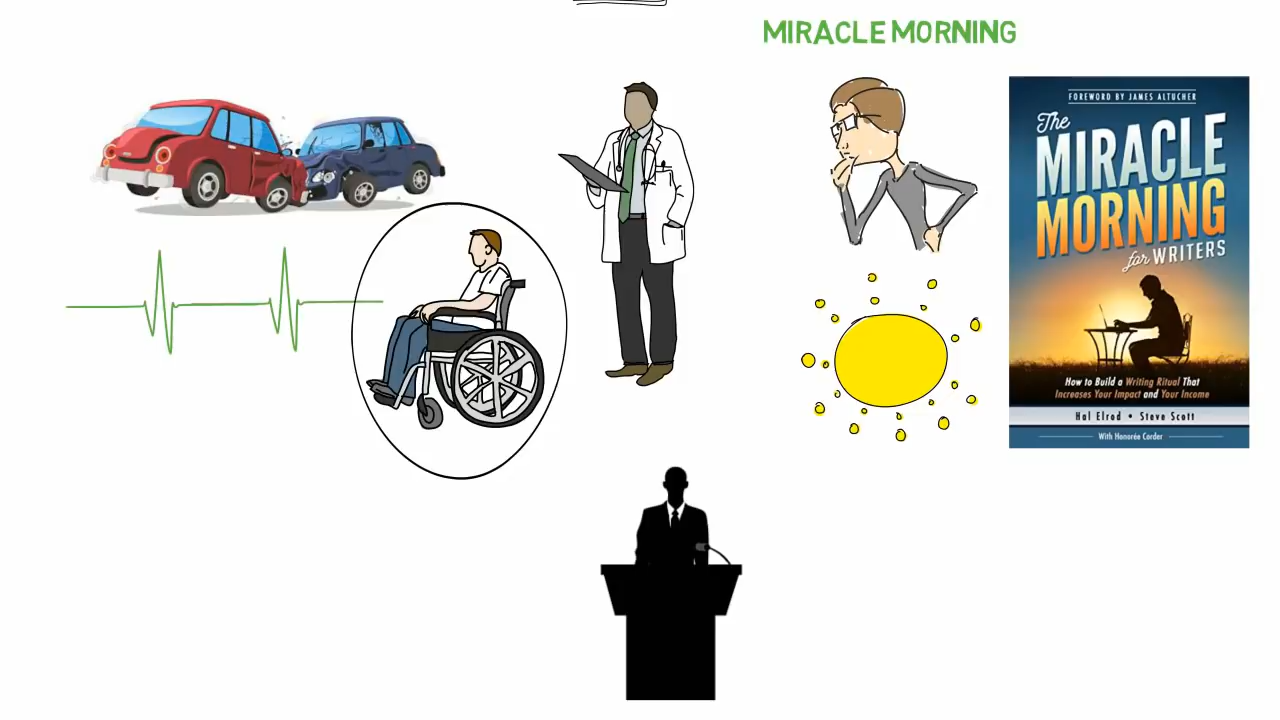 MIRACLE MORNING
FOREWORD BY JAMES ALTUCHER
The
MIRACLE
MORNING
for WRITERS
How to Build a Writing Ritual That
Increases Your Impact and Your Income
Hal Elrod • Steve Scott
With Honorée Corder